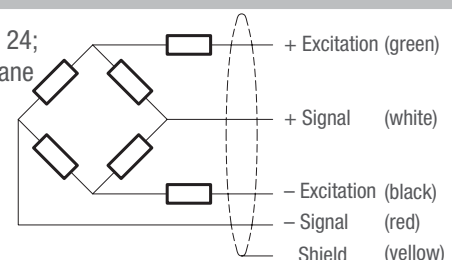 24;
ane
+ Excitation (green)
+ Signal (white)
– Excitation (black)
– Signal (red)
Shield (yellow)